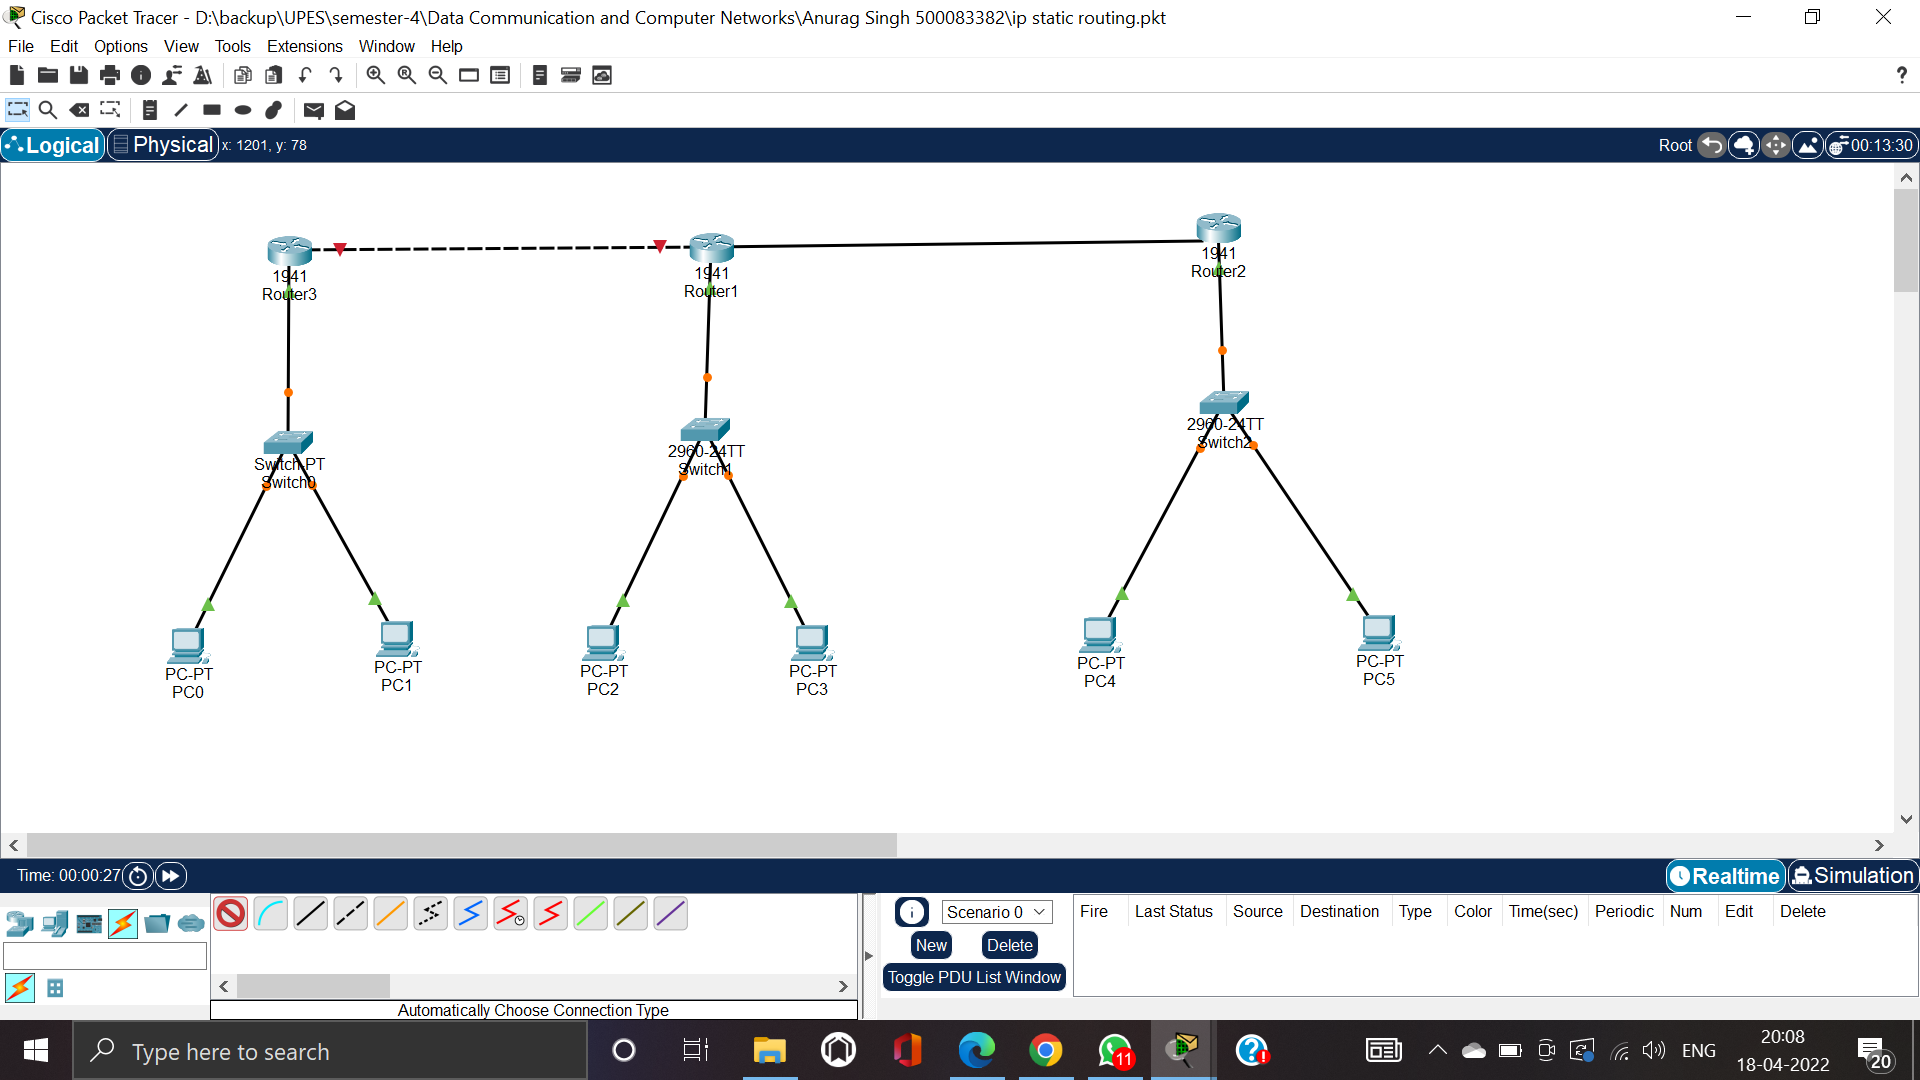 Cisco Packet Tracer - D:\backup\UPES\semester-4\Data Communication and Computer Networks\Anurag Singh 500083382\ip static routing.pkt
File Edit Options View Tools Extensions Window Help
?
Logical Physical x: 1201, y: 78 Root 00:13:30
1941
Router3
1941
Router1
1941
Router2
Switch-PT
Switch0
2960-24TT
Switch1
2960-24TT
Switch2
PC-PT
PC0
PC-PT
PC1
PC-PT
PC2
PC-PT
PC3
PC-PT
PC4
PC-PT
PC5
Time: 00:00:27 Realtime Simulation
Scenario 0
New Delete
Toggle PDU List Window
Fire Last Status Source Destination Type Color Time(sec) Periodic Num Edit Delete
Automatically Choose Connection Type
Type here to search
11
ENG
20:08
18-04-2022
20